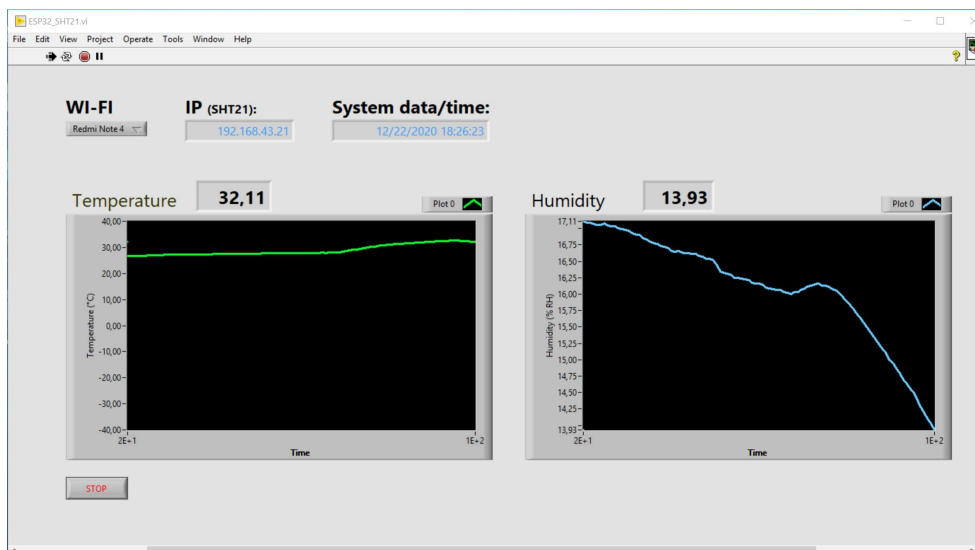 ESP32_SHT21.vi
File Edit View Project Operate Tools Window Help
WI-FI
Redmi Note 4
IP (SHT21):
192.168.43.21
System data/time:
12/22/2020 18:26:23
Temperature
32,11
Plot 0
40,00
30,00
20,00
10,00
0,00
-10,00
-20,00
-30,00
-40,00
Temperature (°C)
2E+1
1E+2
Time
Humidity
13,93
Plot 0
17,11
16,75
16,50
16,25
16,00
15,75
15,50
15,25
15,00
14,75
14,50
14,25
13,93
Humidity (% RH)
2E+1
1E+2
Time
STOP